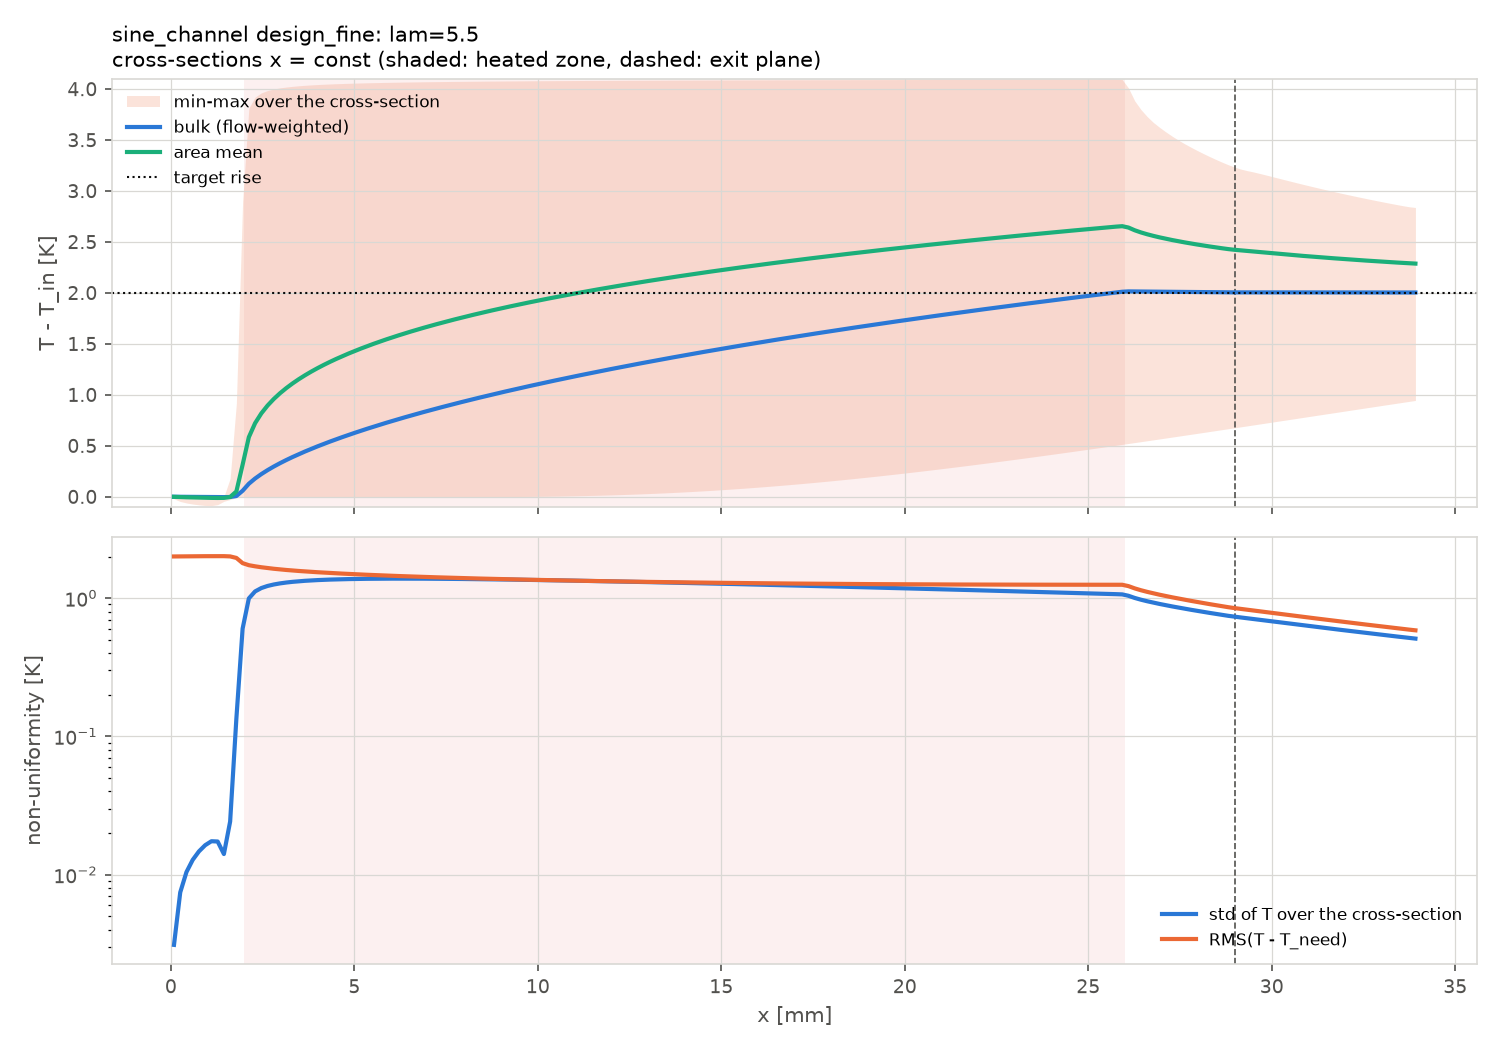 sine_channel design_fine: lam=5.5
cross-sections x = const (shaded: heated zone, dashed: exit plane)
T - T_in [K]
4.0
3.5
3.0
2.5
2.0
1.5
1.0
0.5
0.0
min-max over the cross-section
bulk (flow-weighted)
area mean
target rise
non-uniformity [K]
10⁰
10⁻¹
10⁻²
std of T over the cross-section
RMS(T - T_need)
0 5 10 15 20 25 30 35
x [mm]